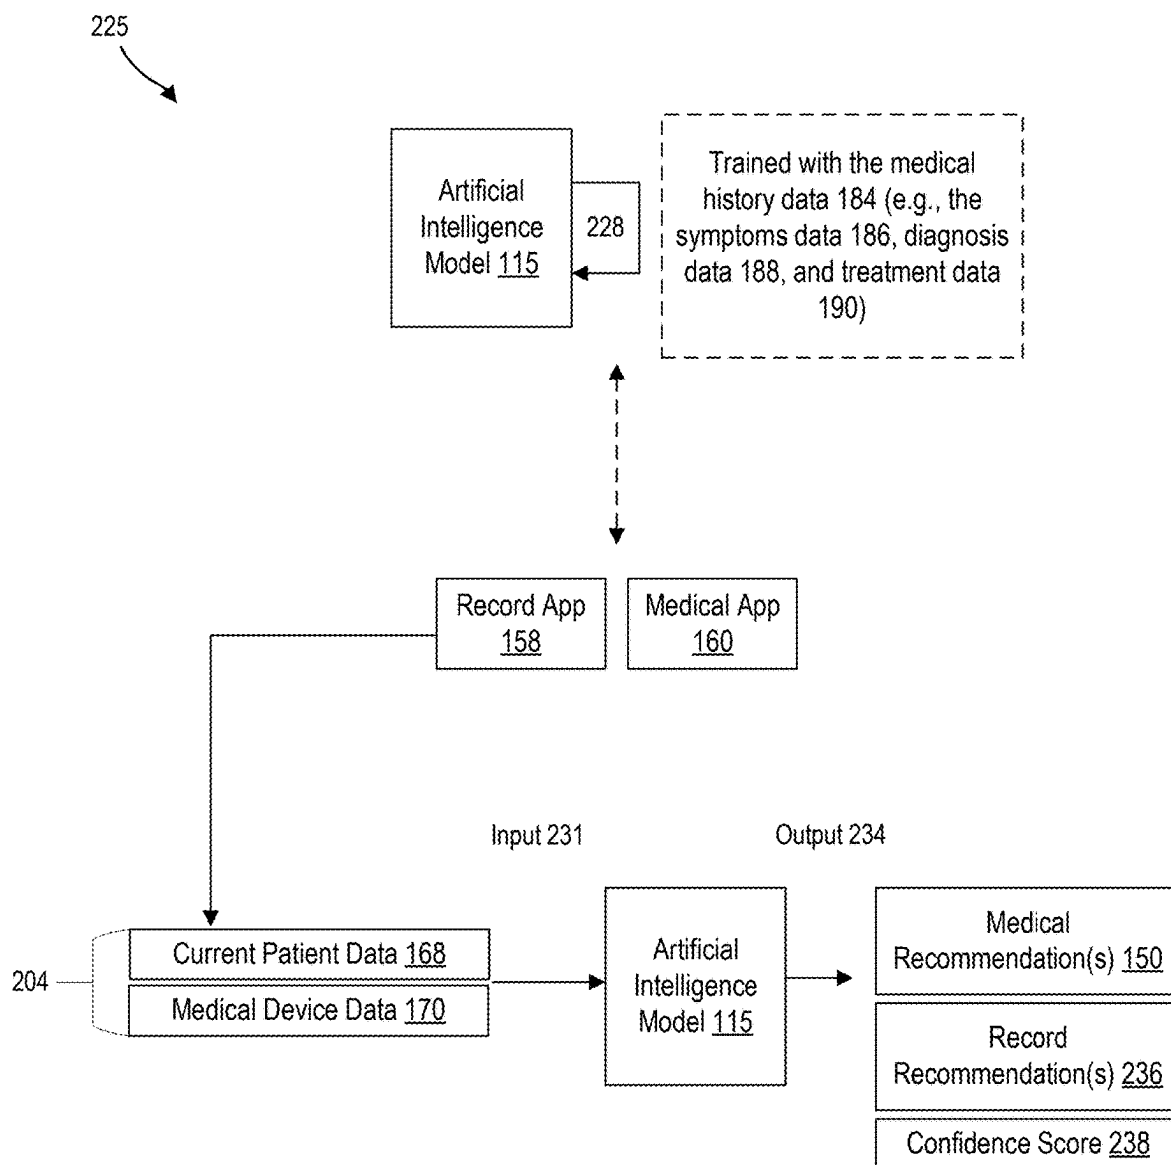 225
Artificial
Intelligence
Model 115
228
Trained with the medical
history data 184 (e.g., the
symptoms data 186, diagnosis
data 188, and treatment data
190)
Record App
158
Medical App
160
Input 231
Output 234
204
Current Patient Data 168
Medical Device Data 170
Artificial
Intelligence
Model 115
Medical
Recommendation(s) 150
Record
Recommendation(s) 236
Confidence Score 238